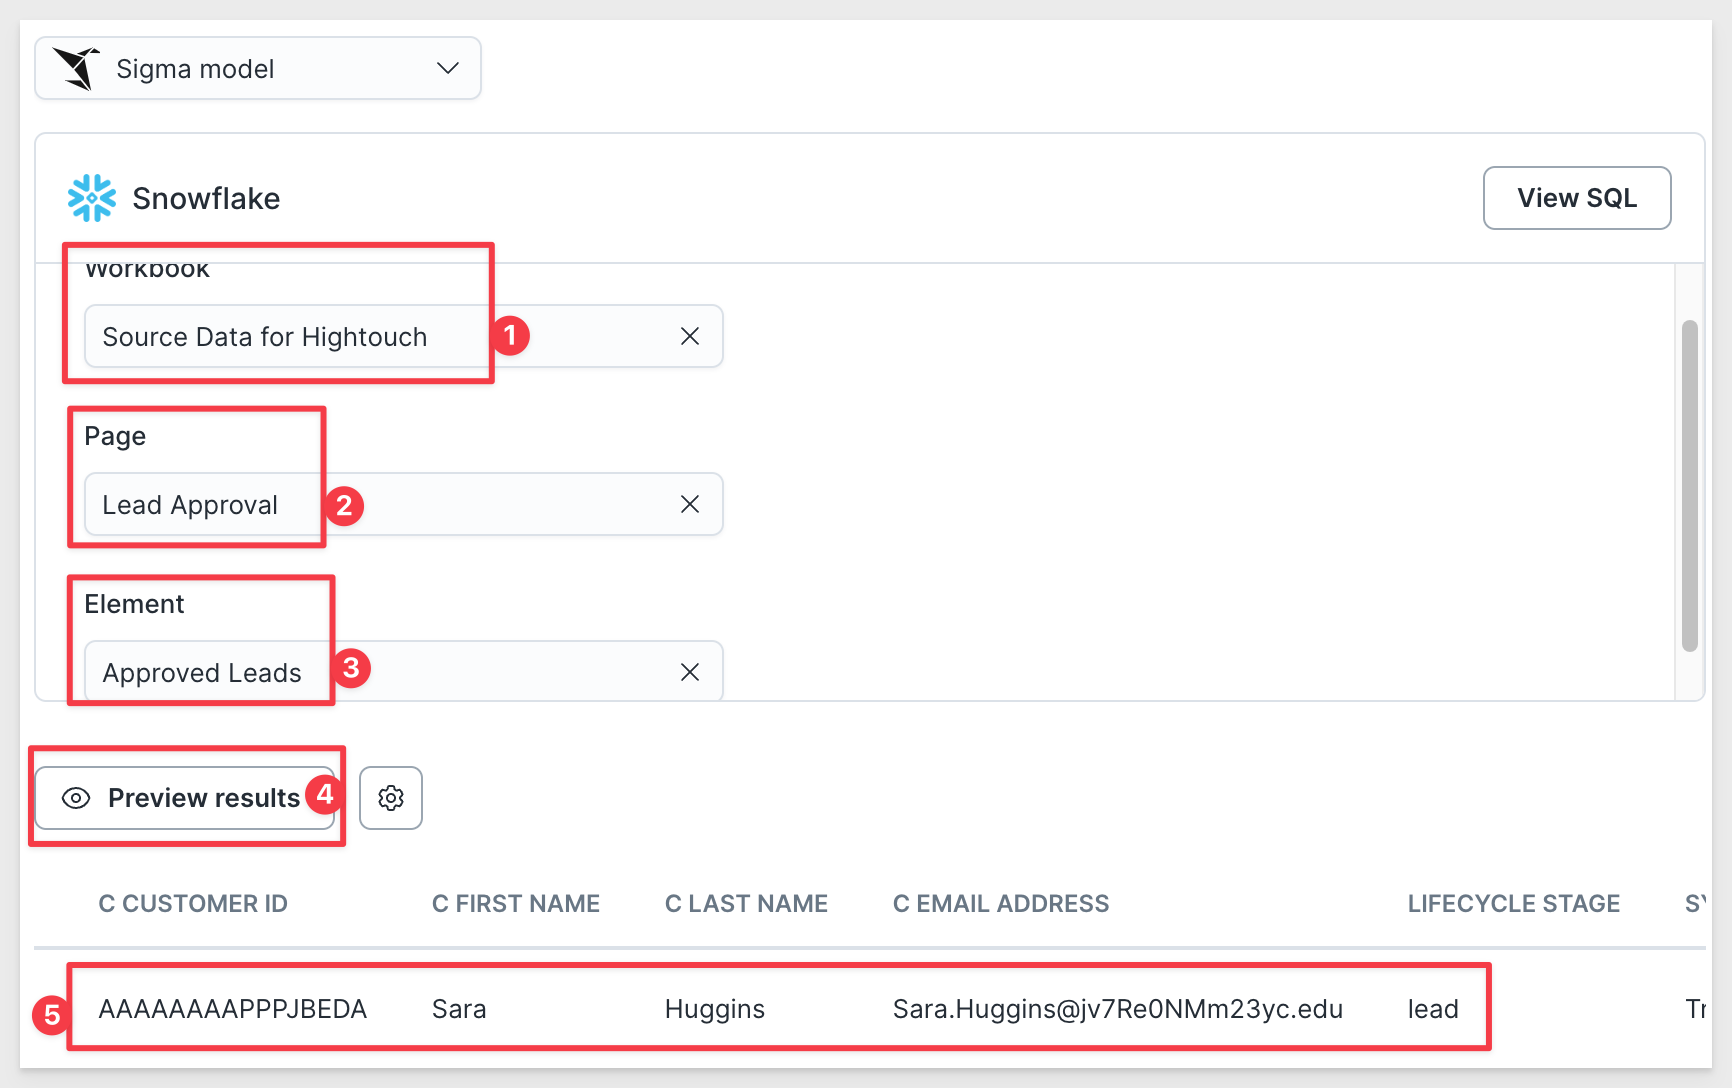 Sigma model
Snowflake
View SQL
Workbook
Source Data for Hightouch
1
Page
Lead Approval
2
Element
Approved Leads
3
Preview results
4
C CUSTOMER ID C FIRST NAME C LAST NAME C EMAIL ADDRESS LIFECYCLE STAGE SY
5 AAAAAAAAPPPJBEDA Sara Huggins Sara.Huggins@jv7Re0NMm23yc.edu lead Tr